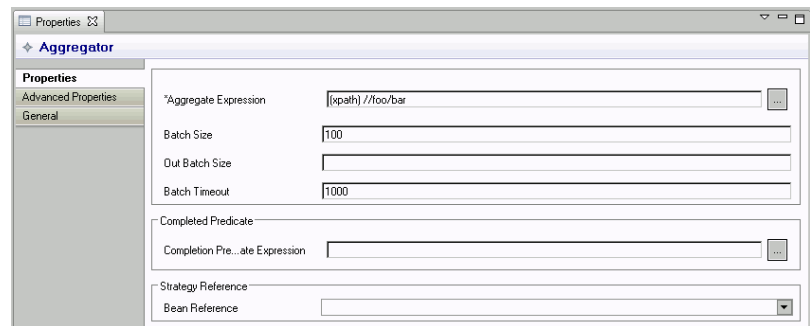 Properties
Aggregator
Properties
Advanced Properties
General
*Aggregate Expression (xpath) //foo/bar ...
Batch Size 100
Out Batch Size
Batch Timeout 1000
Completed Predicate
Completion Pre...ate Expression ...
Strategy Reference
Bean Reference